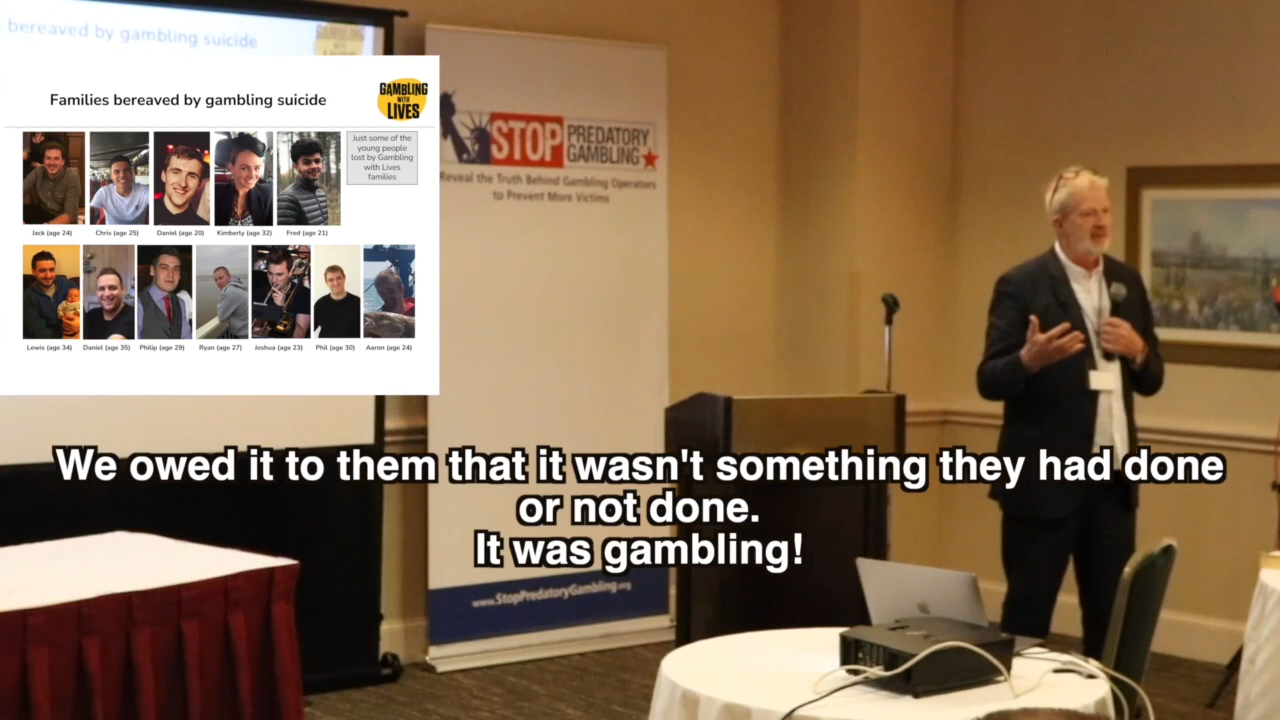 bereaved by gambling suicide
GAMBLING
Families bereaved by gambling suicide
GAMBLING
WITH
LIVES
Just some of the
young people
lost by Gambling
with Lives
families
Jack (age 24)
Chris (age 25)
Daniel (age 20)
Kimberly (age 32)
Fred (age 21)
Lewis (age 34)
Daniel (age 35)
Philip (age 29)
Ryan (age 27)
Joshua (age 23)
Phil (age 30)
Aaron (age 24)
STOP
PREDATORY
GAMBLING
Reveal the Truth Behind Gambling Operators
to Prevent More Victims
We owed it to them that it wasn't something they had done
or not done.
It was gambling!
www.StopPredatoryGambling.org